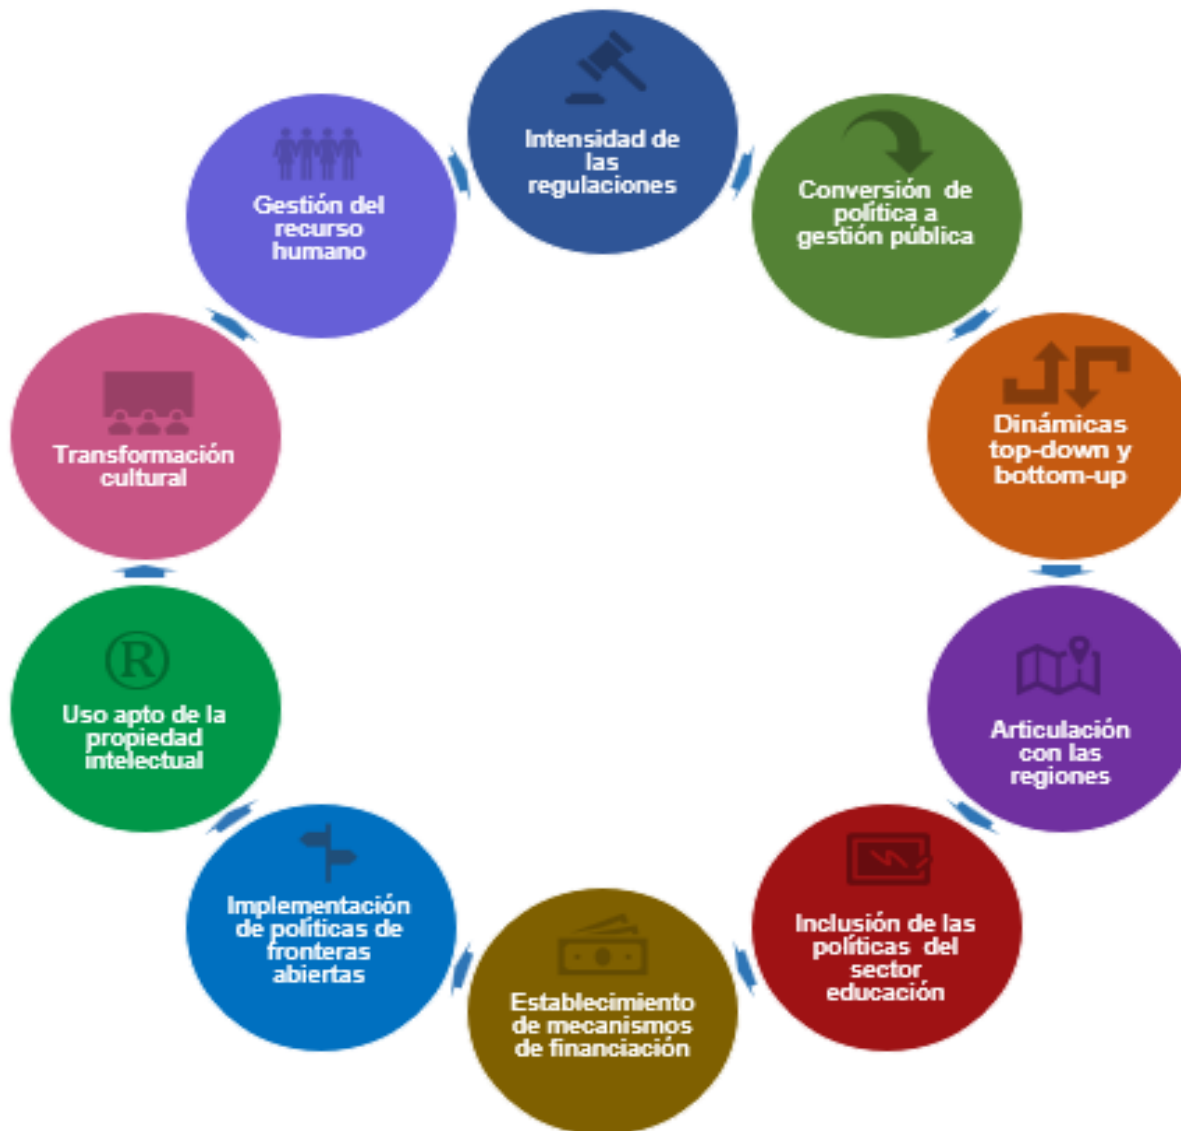 Intensidad de
las
regulaciones
Conversión de
política a
gestión pública
Dinámicas
top-down y
bottom-up
Articulación
con las
regiones
Inclusión de las
políticas del
sector
educación
Establecimiento
de mecanismos
de financiación
Implementación
de políticas de
fronteras
abiertas
Uso apto de la
propiedad
intelectual
Transformación
cultural
Gestión del
recurso
humano
®